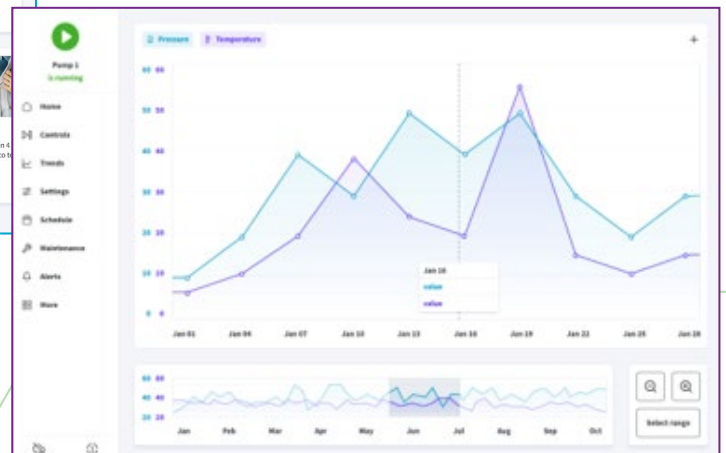 Pump 1
is running
Home
Controls
Trends
Settings
Schedule
Maintenance
Alerts
More
Pressure Temperature
+
60 60
50 50
40 40
30 30
20 20
10 10
0 0
Jan 16
value
value
Jan 01 Jan 04 Jan 07 Jan 10 Jan 13 Jan 16 Jan 19 Jan 22 Jan 25 Jan 28
60 60
40 40
20 20
Jan Feb Mar Apr May Jun Jul Aug Sep Oct
Select range